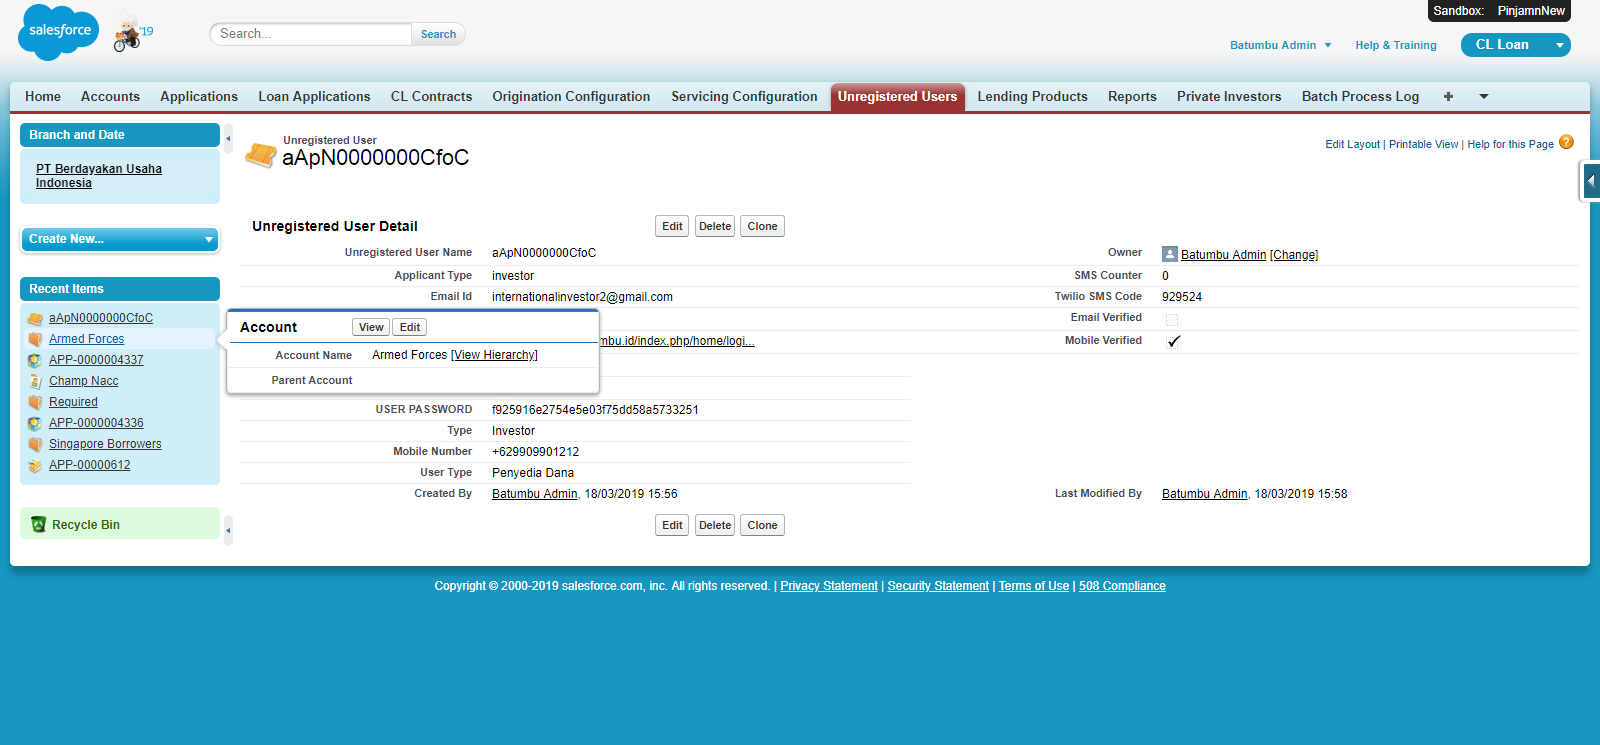 Sandbox: PinjamnNew
salesforce
'19
Search...
Search
Batumbu Admin
Help & Training
CL Loan
Home Accounts Applications Loan Applications CL Contracts Origination Configuration Servicing Configuration Unregistered Users Lending Products Reports Private Investors Batch Process Log +
Branch and Date
PT Berdayakan Usaha
Indonesia
Create New...
Recent Items
aApN0000000CfoC
Armed Forces
APP-0000004337
Champ Nacc
Required
APP-0000004336
Singapore Borrowers
APP-00000612
Recycle Bin
Unregistered User
aApN0000000CfoC
Edit Layout | Printable View | Help for this Page ?
Unregistered User Detail Edit Delete Clone
Unregistered User Name aApN0000000CfoC
Owner Batumbu Admin [Change]
Applicant Type investor
SMS Counter 0
Email Id internationalinvestor2@gmail.com
Twilio SMS Code 929524
Email Verified
mbu.id/index.php/home/logi...
Mobile Verified
Account View Edit
Account Name Armed Forces [View Hierarchy]
Parent Account
USER PASSWORD f925916e2754e5e03f75dd58a5733251
Type Investor
Mobile Number +629909901212
User Type Penyedia Dana
Created By Batumbu Admin, 18/03/2019 15:56
Last Modified By Batumbu Admin, 18/03/2019 15:58
Edit Delete Clone
Copyright © 2000-2019 salesforce.com, inc. All rights reserved. | Privacy Statement | Security Statement | Terms of Use | 508 Compliance